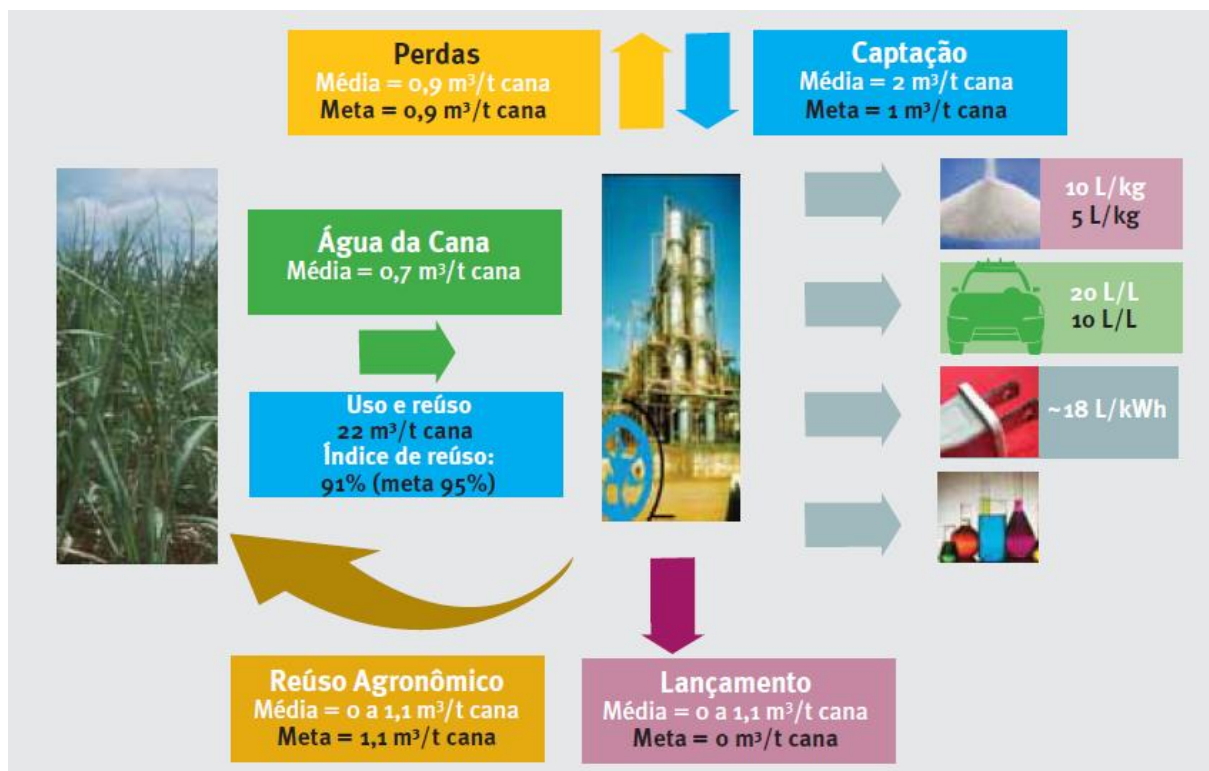 Perdas
Média = 0,9 m³/t cana
Meta = 0,9 m³/t cana
Captação
Média = 2 m³/t cana
Meta = 1 m³/t cana
Água da Cana
Média = 0,7 m³/t cana
Uso e reúso
22 m³/t cana
Índice de reúso:
91% (meta 95%)
10 L/kg
5 L/kg
20 L/L
10 L/L
~18 L/kWh
Reúso Agronômico
Média = 0 a 1,1 m³/t cana
Meta = 1,1 m³/t cana
Lançamento
Média = 0 a 1,1 m³/t cana
Meta = 0 m³/t cana